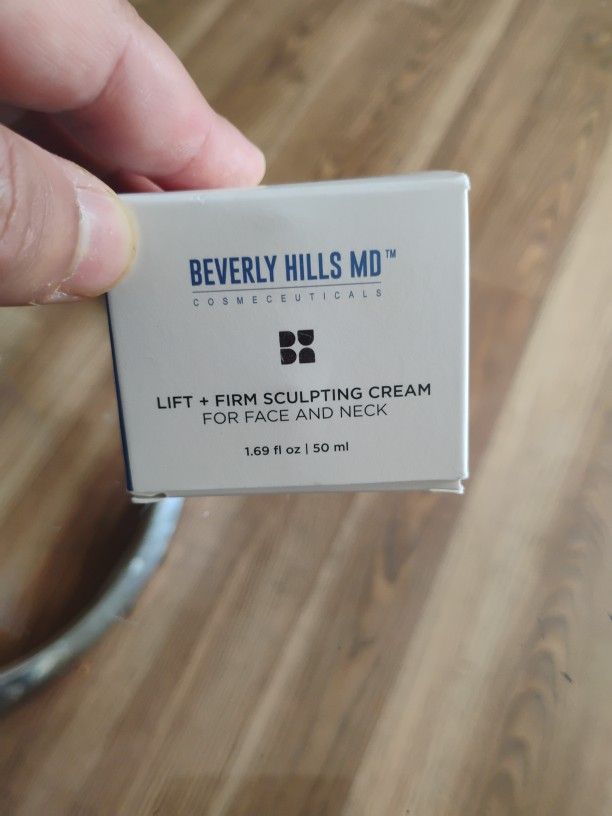 BEVERLY HILLS MD™
COSMECEUTICALS
LIFT + FIRM SCULPTING CREAM
FOR FACE AND NECK
1.69 fl oz | 50 ml